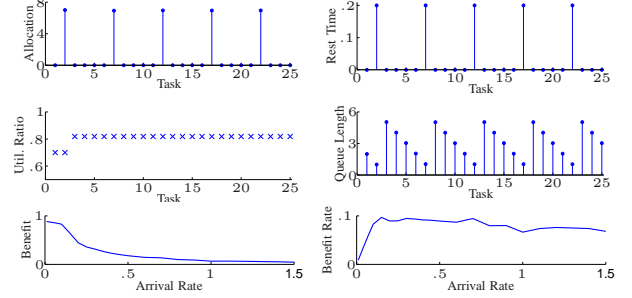 8
4
0
Allocation
0 5 10 15 20 25
Task
.2
.1
0
Rest Time
0 5 10 15 20 25
Task
1
.8
.6
Util. Ratio
0 5 10 15 20 25
Task
6
3
0
Queue Length
0 5 10 15 20 25
Task
1
0
Benefit
0 .5 1 1.5
Arrival Rate
.1
0
Benefit Rate
0 .5 1 1.5
Arrival Rate